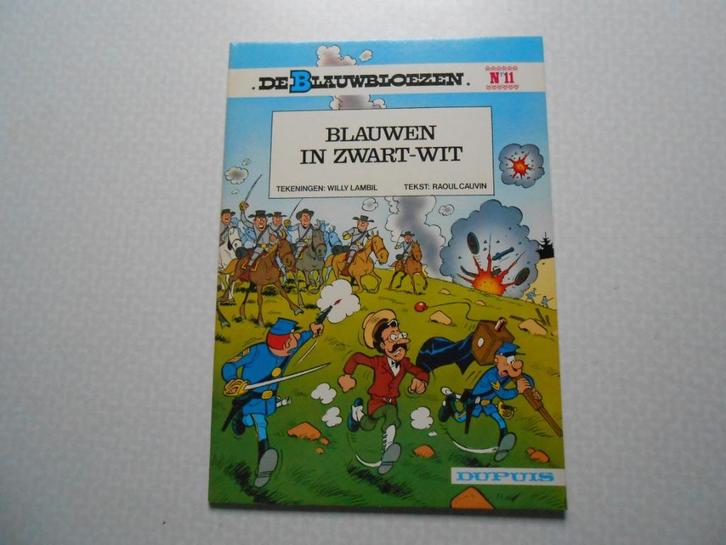 . DE BLAUWBLOEZEN .
N° 11
BLAUWEN
IN ZWART-WIT
TEKENINGEN: WILLY LAMBIL TEKST: RAOUL CAUVIN
DUPUIS